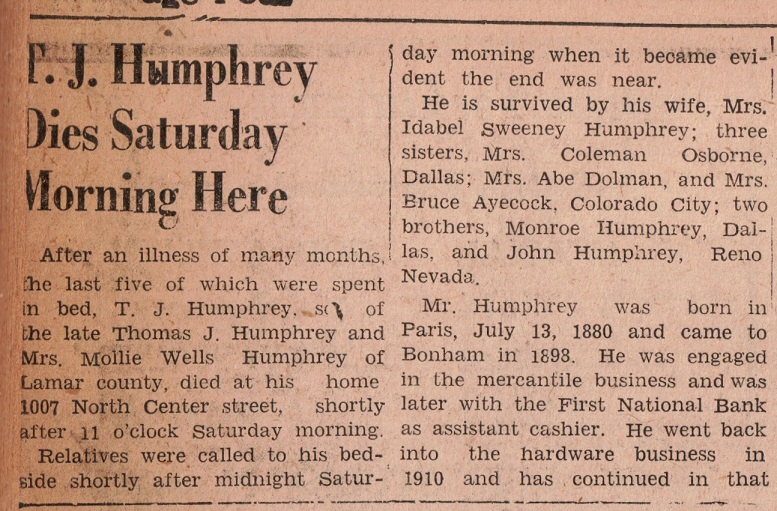 T. J. Humphrey
Dies Saturday
Morning Here
After an illness of many months,
the last five of which were spent
in bed, T. J. Humphrey, of
the late Thomas J. Humphrey and
Mrs. Mollie Wells Humphrey of
Lamar county, died at his home
1007 North Center street, shortly
after 11 o'clock Saturday morning.
Relatives were called to his bed-
side shortly after midnight Satur-
day morning when it became evi-
dent the end was near.
He is survived by his wife, Mrs.
Idabel Sweeney Humphrey; three
sisters, Mrs. Coleman Osborne,
Dallas; Mrs. Abe Dolman, and Mrs.
Bruce Ayecock, Colorado City; two
brothers, Monroe Humphrey, Dal-
las, and John Humphrey, Reno
Nevada.
Mr. Humphrey was born in
Paris, July 13, 1880 and came to
Bonham in 1898. He was engaged
in the mercantile business and was
later with the First National Bank
as assistant cashier. He went back
into the hardware business in
1910 and has continued in that